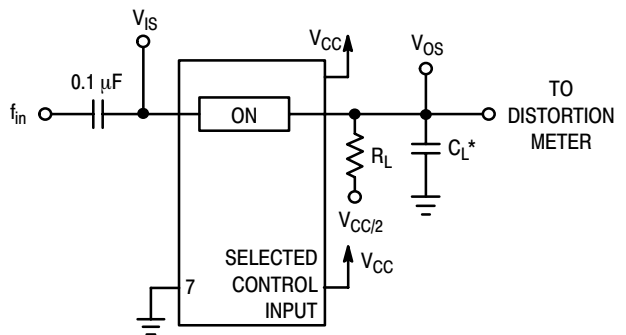 V_IS
V_CC
V_OS
0.1 μF
f_in
ON
TO
DISTORTION
METER
R_L
C_L*
V_CC/2
SELECTED
CONTROL
INPUT
7
V_CC